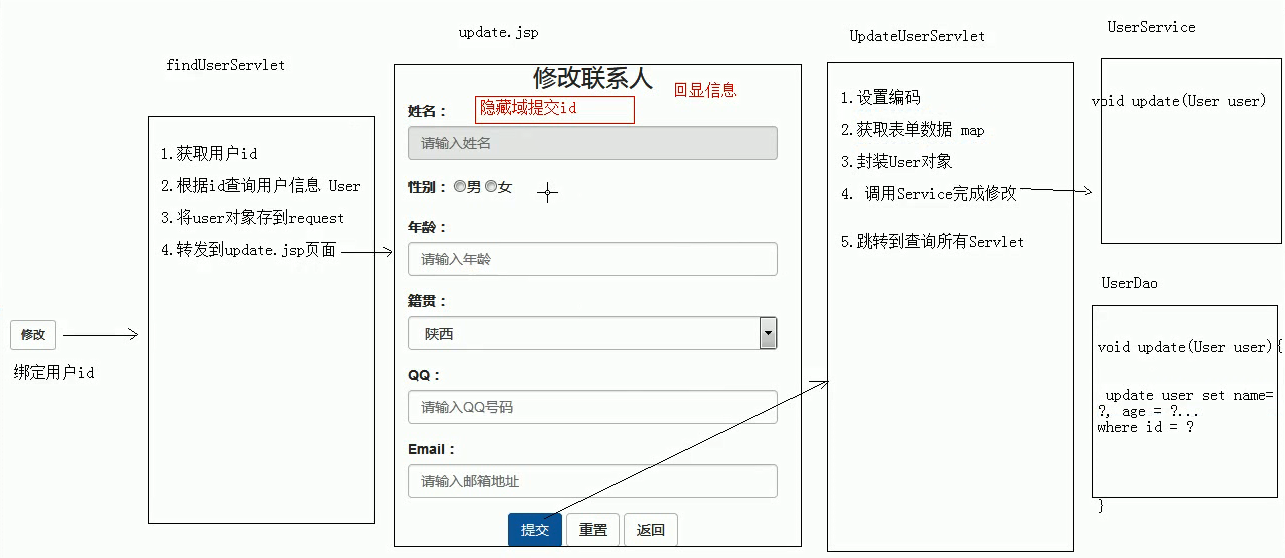 修改
绑定用户id
findUserServlet
1.获取用户id
2.根据id查询用户信息 User
3.将user对象存到request
4.转发到update.jsp页面
update.jsp
修改联系人
回显信息
姓名：
隐藏域提交id
请输入姓名
性别：男 女
年龄：
请输入年龄
籍贯：
陕西
QQ：
请输入QQ号码
Email：
请输入邮箱地址
提交 重置 返回
UpdateUserServlet
1.设置编码
2.获取表单数据 map
3.封装User对象
4. 调用Service完成修改
5.跳转到查询所有Servlet
UserService
void update(User user)
UserDao
void update(User user){
update user set name=
?, age = ?...
where id = ?
}